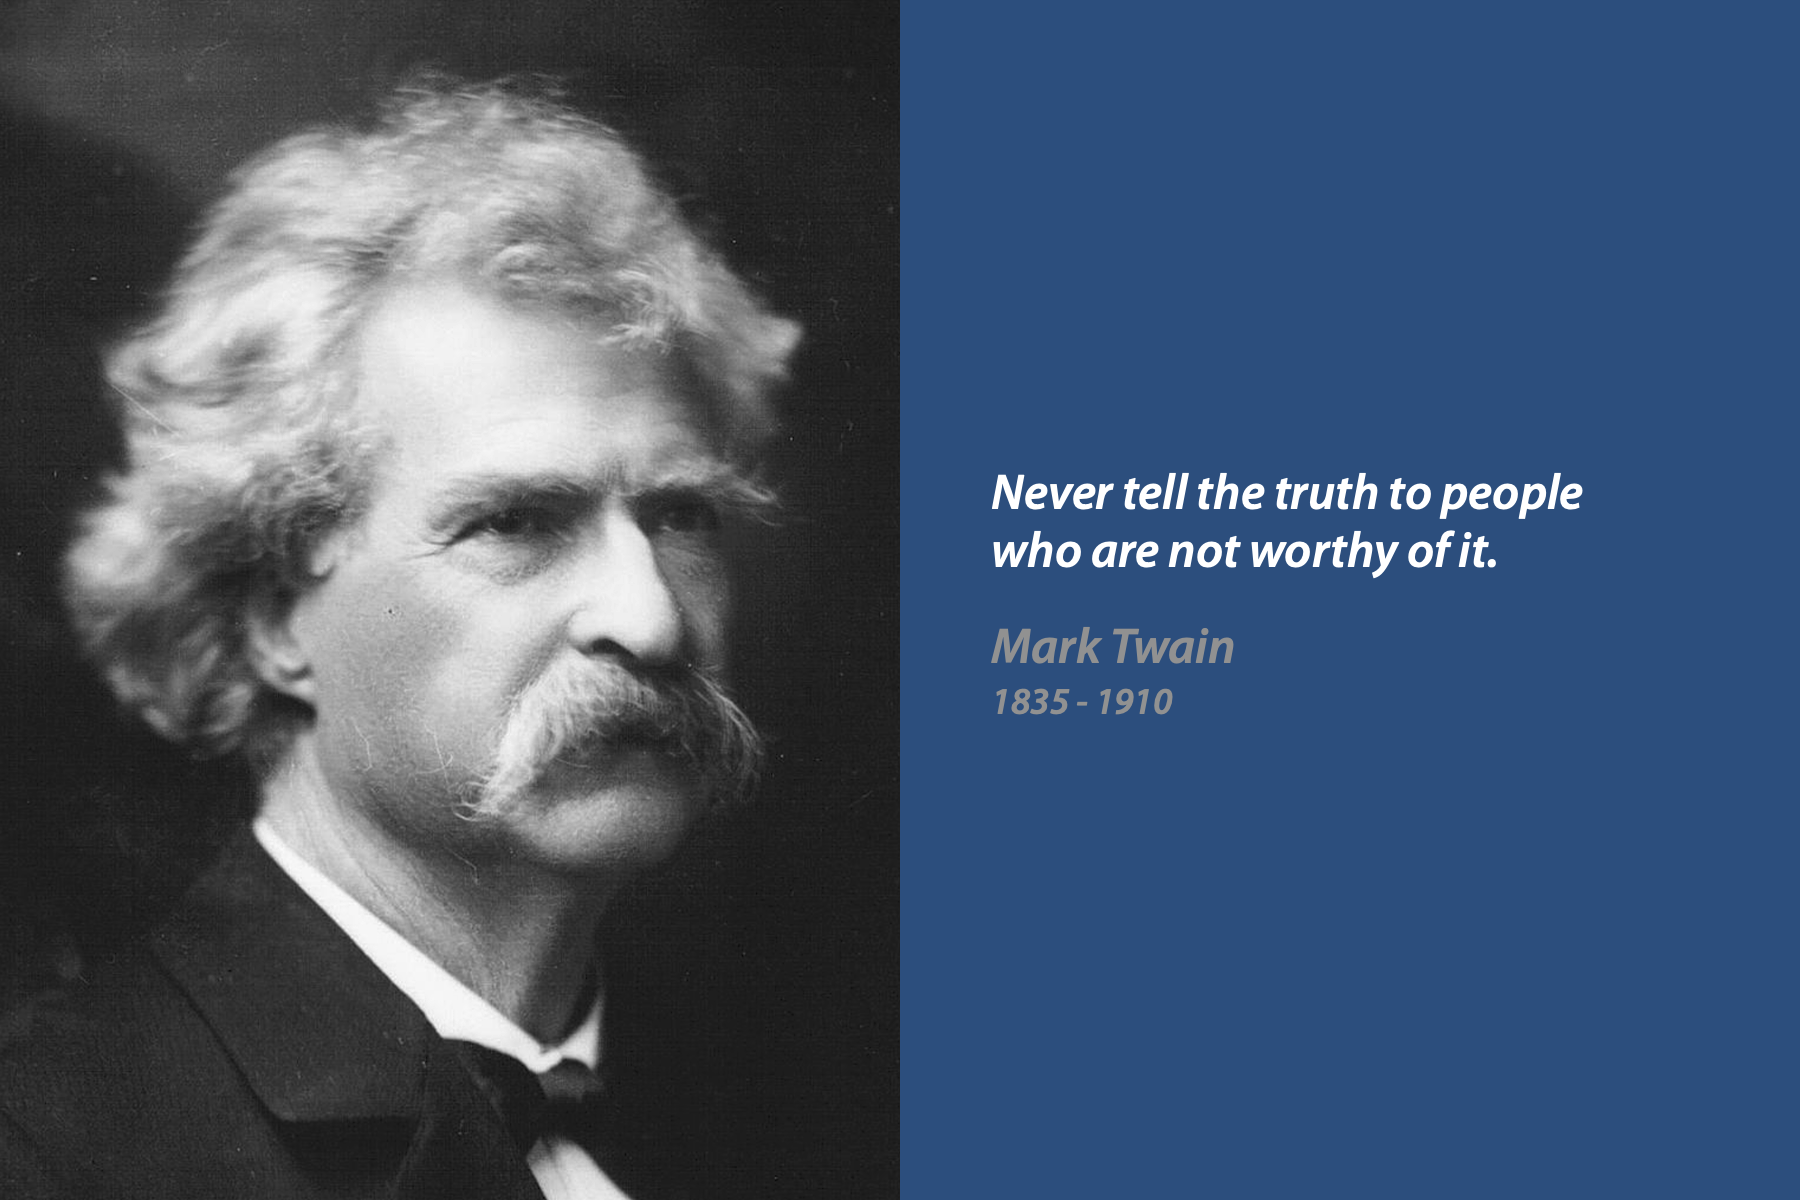 Never tell the truth to people
who are not worthy of it.
Mark Twain
1835 - 1910